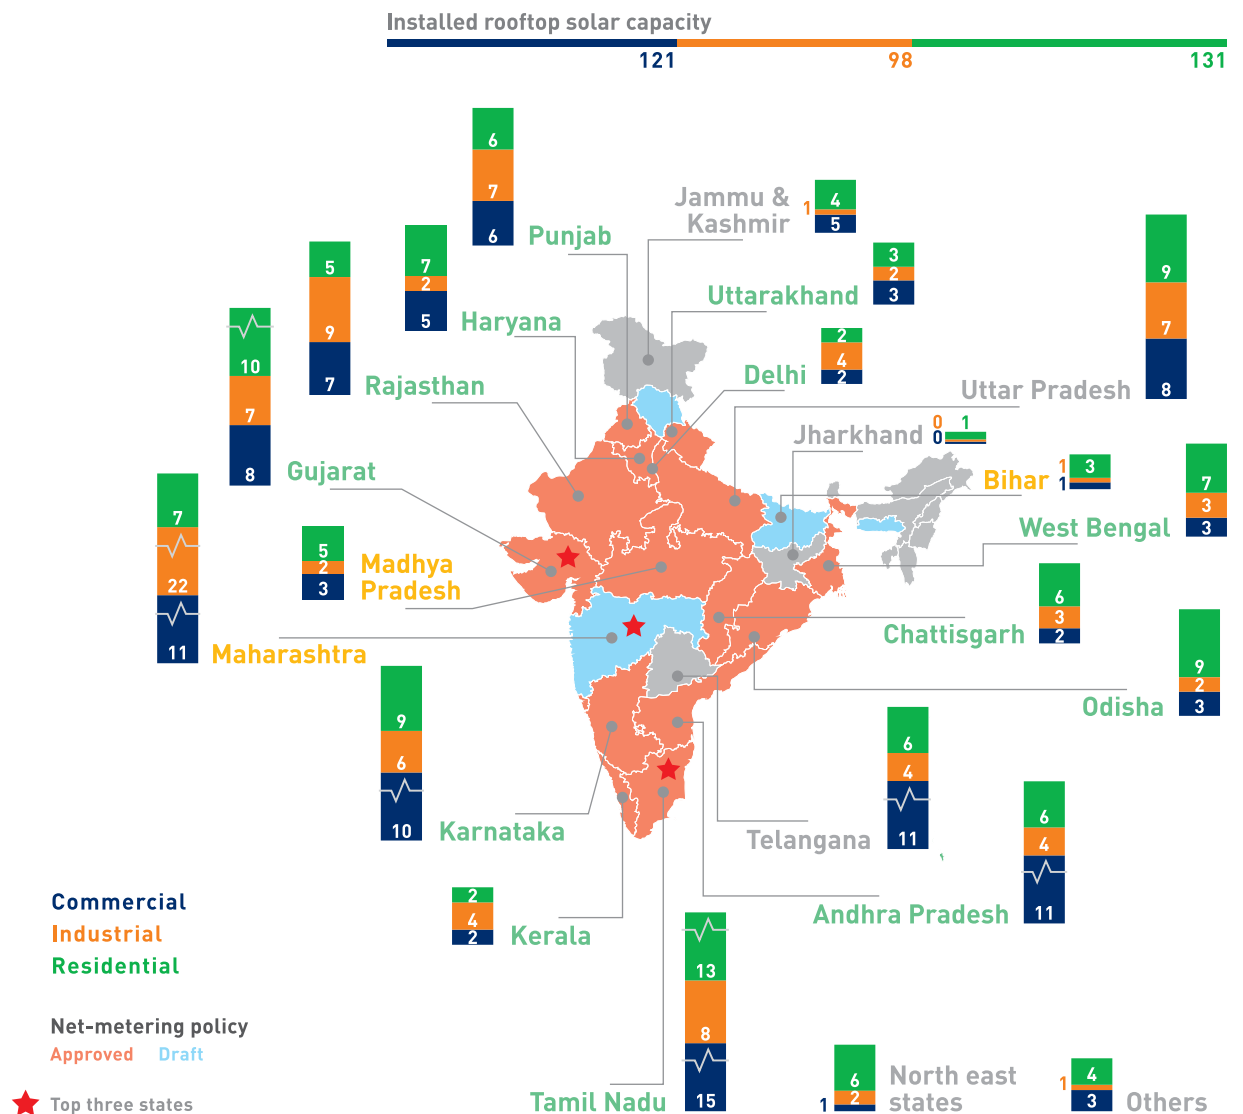 Installed rooftop solar capacity
121
98
131
6
7
6
Punjab
Jammu &
Kashmir
1
4
5
7
2
5
Haryana
Uttarakhand
3
2
3
5
9
7
Rajasthan
Delhi
2
4
2
Uttar Pradesh
9
7
8
10
7
8
Gujarat
Jharkhand
0
1
0
Bihar
1
3
1
West Bengal
7
3
3
7
22
11
Maharashtra
5
2
3
Madhya
Pradesh
Chattisgarh
6
3
2
Odisha
9
2
3
9
6
10
Karnataka
Telangana
6
4
11
Andhra Pradesh
6
4
11
2
4
2
Kerala
13
8
15
Tamil Nadu
Commercial
Industrial
Residential
Net-metering policy
Approved Draft
Top three states
6
2
1
North east
states
4
1
3
Others